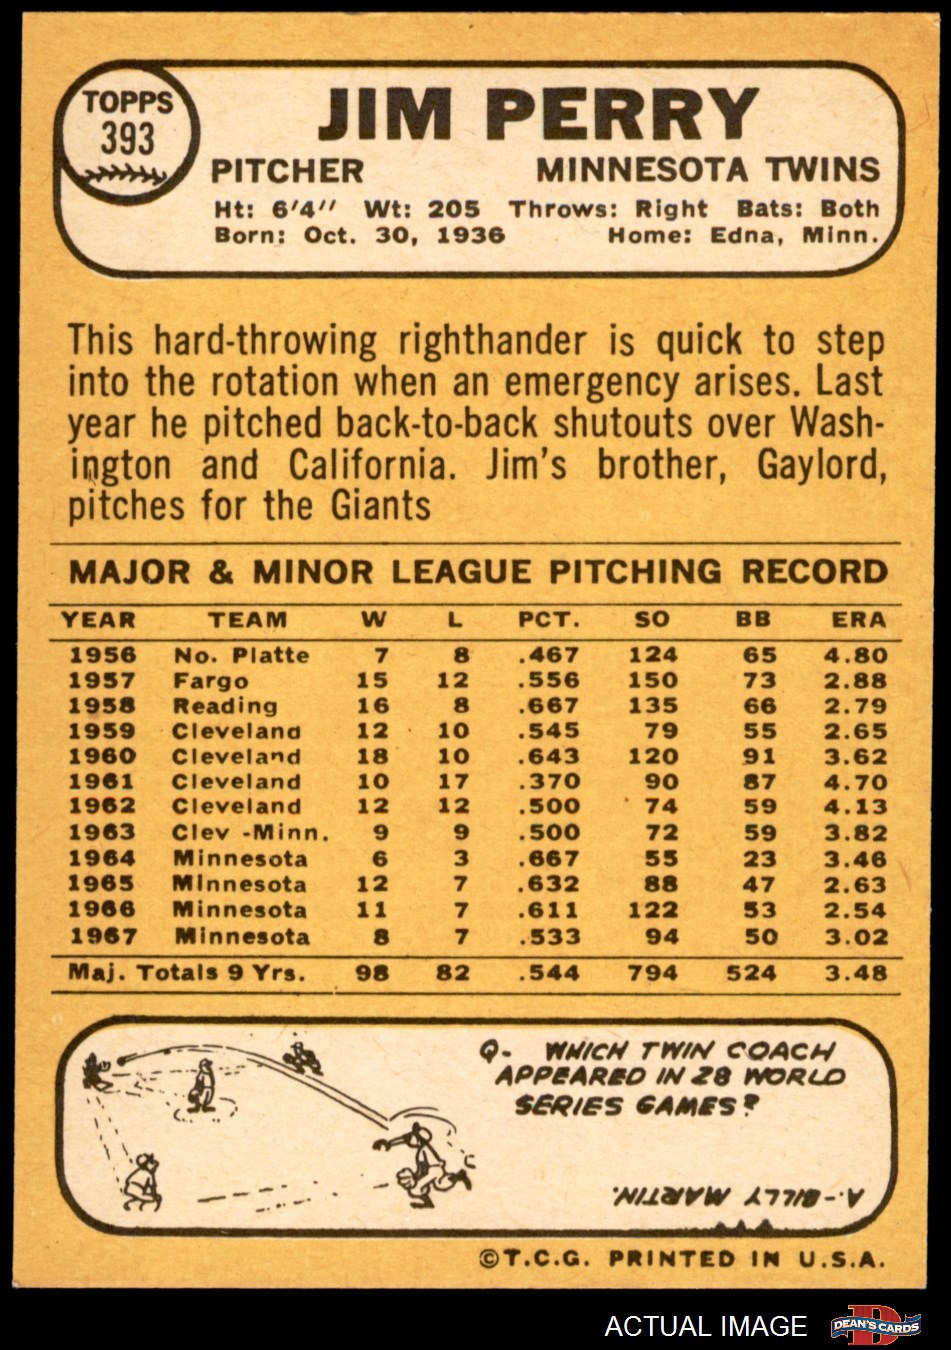 TOPPS
393
JIM PERRY
PITCHER MINNESOTA TWINS
Ht: 6'4" Wt: 205 Throws: Right Bats: Both
Born: Oct. 30, 1936 Home: Edna, Minn.
This hard-throwing righthander is quick to step
into the rotation when an emergency arises. Last
year he pitched back-to-back shutouts over Wash-
ington and California. Jim's brother, Gaylord,
pitches for the Giants
MAJOR & MINOR LEAGUE PITCHING RECORD
YEAR TEAM W L PCT. SO BB ERA
1956 No. Platte 7 8 .467 124 65 4.80
1957 Fargo 15 12 .556 150 73 2.88
1958 Reading 16 8 .667 135 66 2.79
1959 Cleveland 12 10 .545 79 55 2.65
1960 Cleveland 18 10 .643 120 91 3.62
1961 Cleveland 10 17 .370 90 87 4.70
1962 Cleveland 12 12 .500 74 59 4.13
1963 Clev -Minn. 9 9 .500 72 59 3.82
1964 Minnesota 6 3 .667 55 23 3.46
1965 Minnesota 12 7 .632 88 47 2.63
1966 Minnesota 11 7 .611 122 53 2.54
1967 Minnesota 8 7 .533 94 50 3.02
Maj. Totals 9 Yrs. 98 82 .544 794 524 3.48
Q- WHICH TWIN COACH
APPEARED IN 28 WORLD
SERIES GAMES?
A.-BILLY MARTIN.
©T.C.G. PRINTED IN U.S.A.
ACTUAL IMAGE
D
DEAN'S CARDS